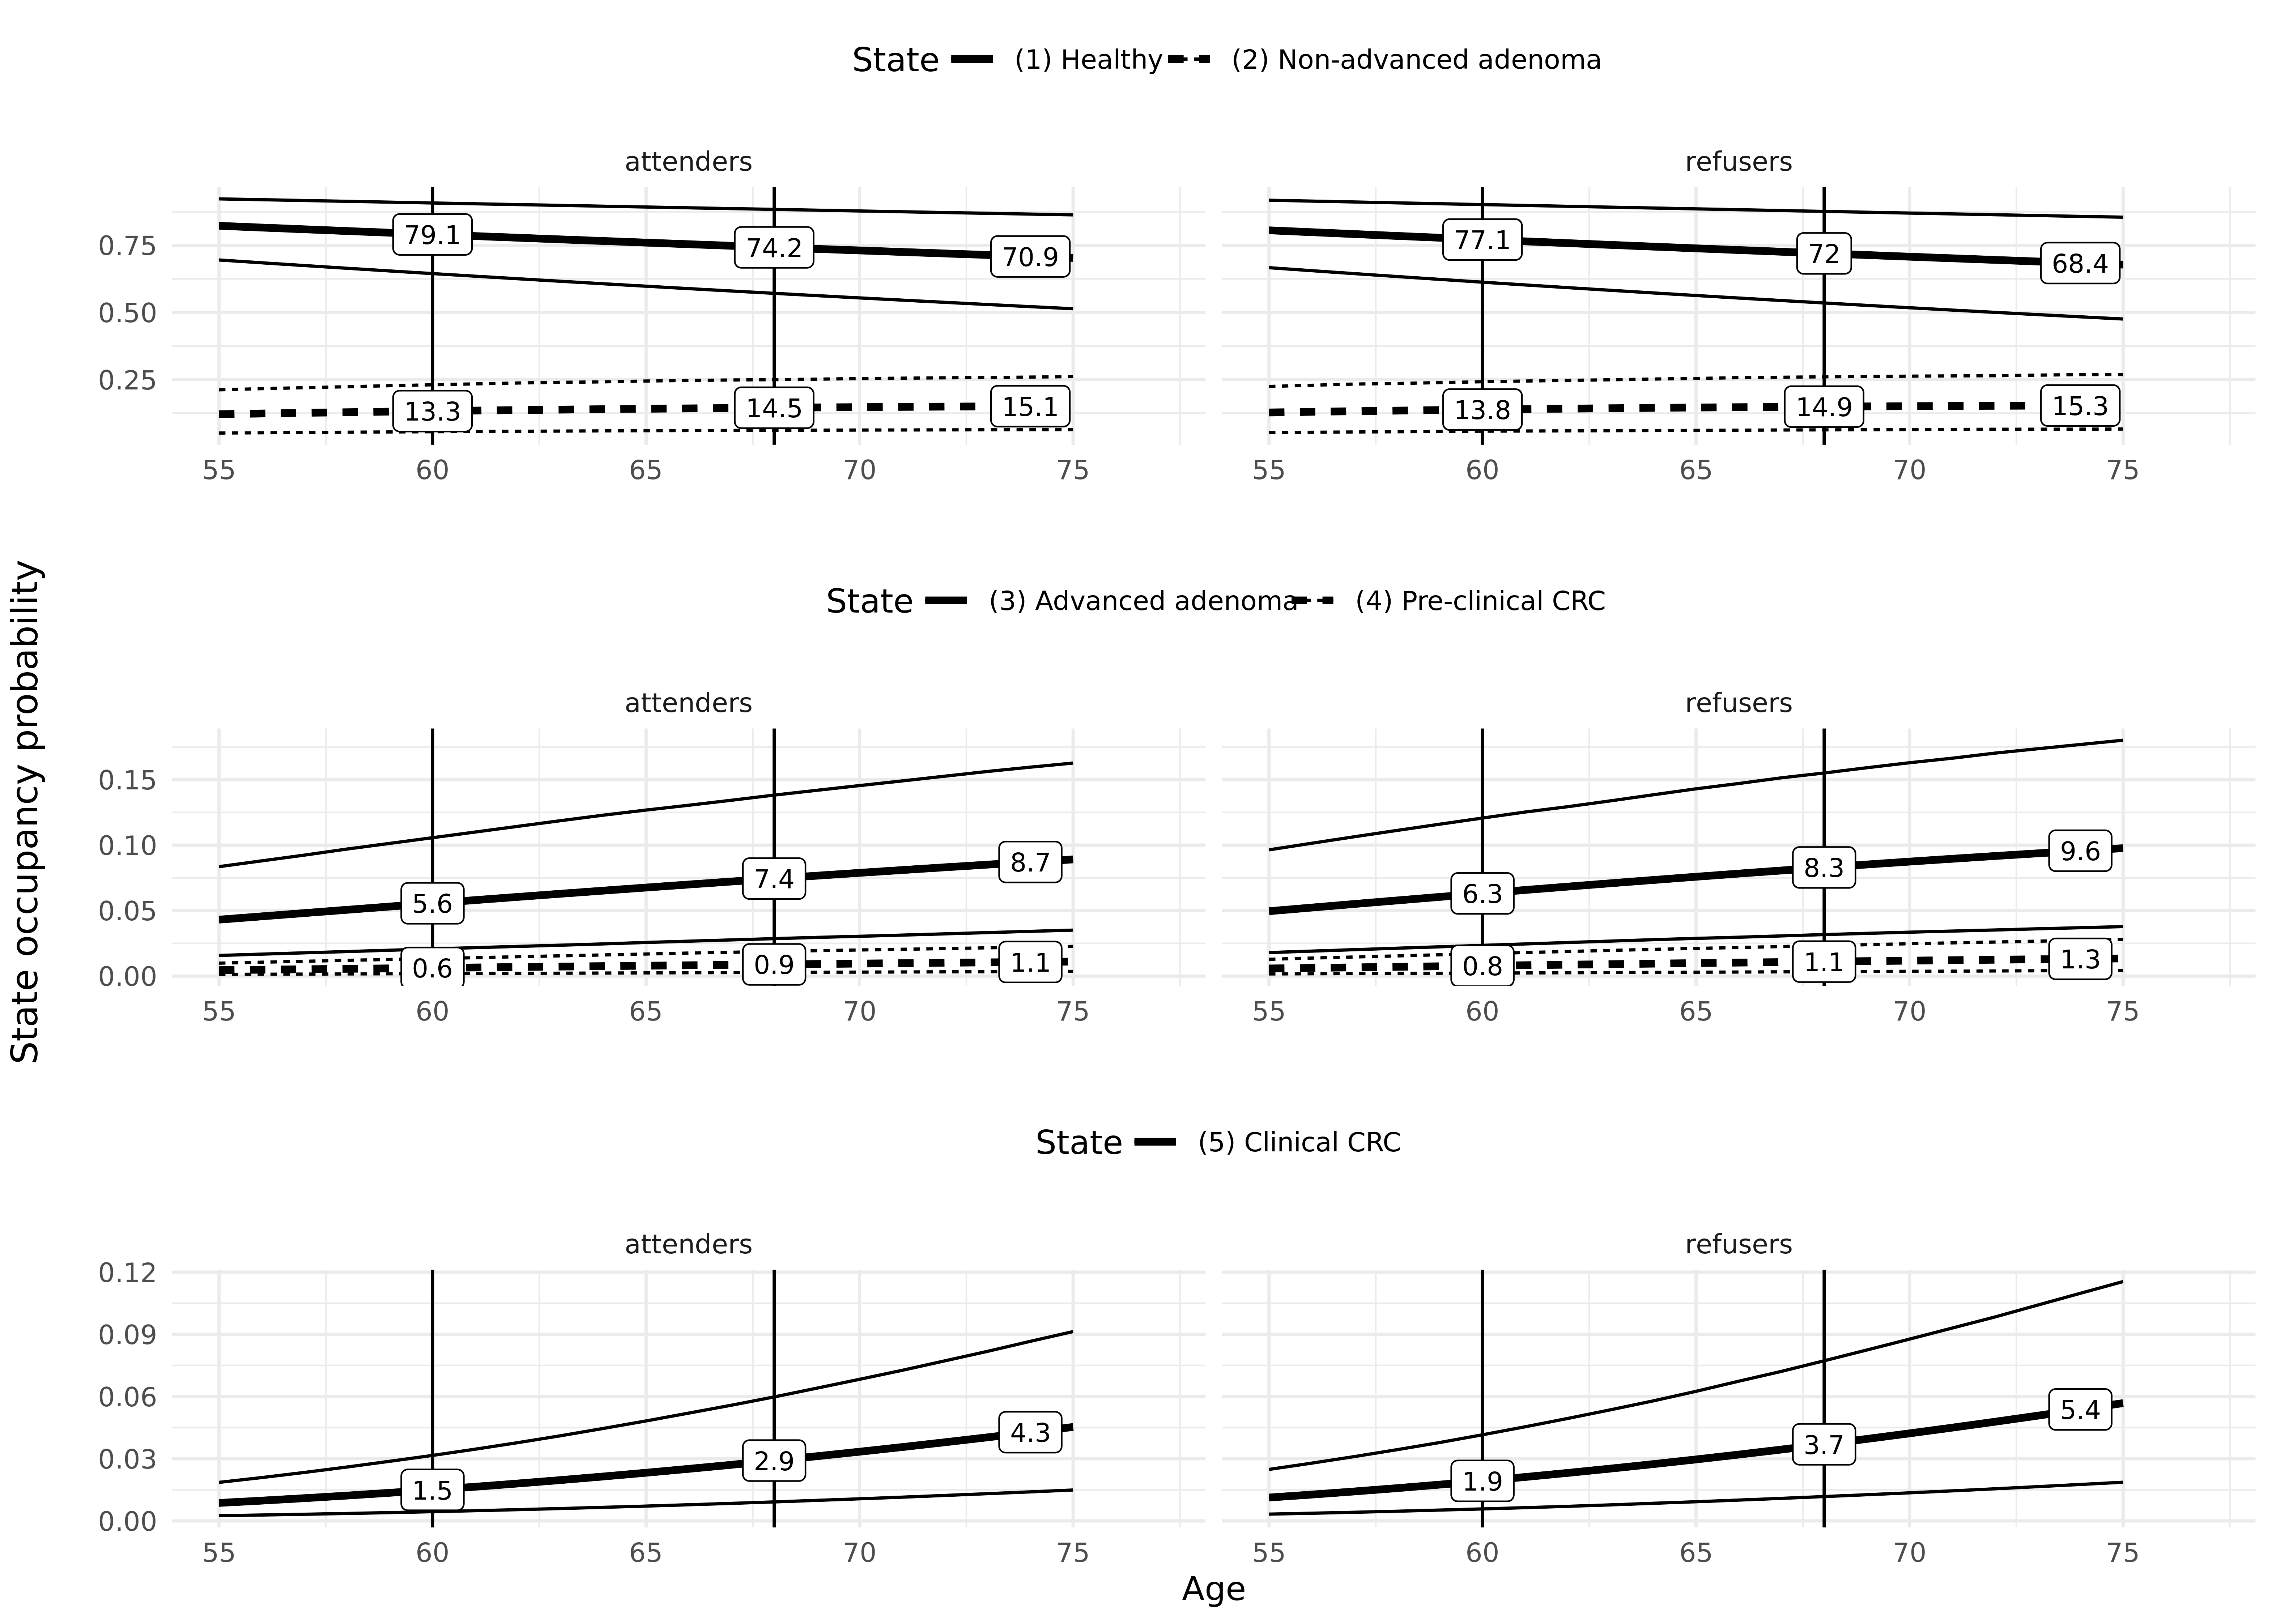 State (1) Healthy (2) Non-advanced adenoma
attenders refusers
0.75
0.50
0.25
79.1 74.2 70.9 77.1 72 68.4
13.3 14.5 15.1 13.8 14.9 15.3
55 60 65 70 75 55 60 65 70 75
State occupancy probability
State (3) Advanced adenoma (4) Pre-clinical CRC
attenders refusers
0.15
0.10
0.05
0.00
5.6 7.4 8.7 6.3 8.3 9.6
0.6 0.9 1.1 0.8 1.1 1.3
55 60 65 70 75 55 60 65 70 75
State (5) Clinical CRC
attenders refusers
0.12
0.09
0.06
0.03
0.00
1.5 2.9 4.3 1.9 3.7 5.4
55 60 65 70 75 55 60 65 70 75
Age